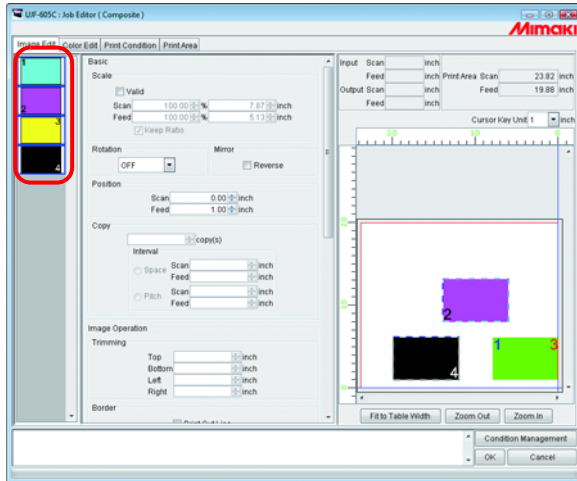 UJF-605C : Job Editor ( Composite )
Mimaki
Image Edit Color Edit Print Condition Print Area
1
2
3
4
Basic
Scale
Valid
Scan 100.00 % 7.87 inch
Feed 100.00 % 5.13 inch
Keep Ratio
Rotation Mirror
OFF Reverse
Position
Scan 0.00 inch
Feed 1.00 inch
Copy
copy(s)
Interval
Space Scan inch
Feed inch
Pitch Scan inch
Feed inch
Image Operation
Trimming
Top inch
Bottom inch
Left inch
Right inch
Border
Print Out Line
Input Scan inch
Feed inch Print Area Scan 23.82 inch
Output Scan inch Feed 19.88 inch
Feed inch
Cursor Key Unit 1 inch
20 10 0
20
10
0
2
1 3
4
Fit to Table Width Zoom Out Zoom In
Condition Management
OK Cancel